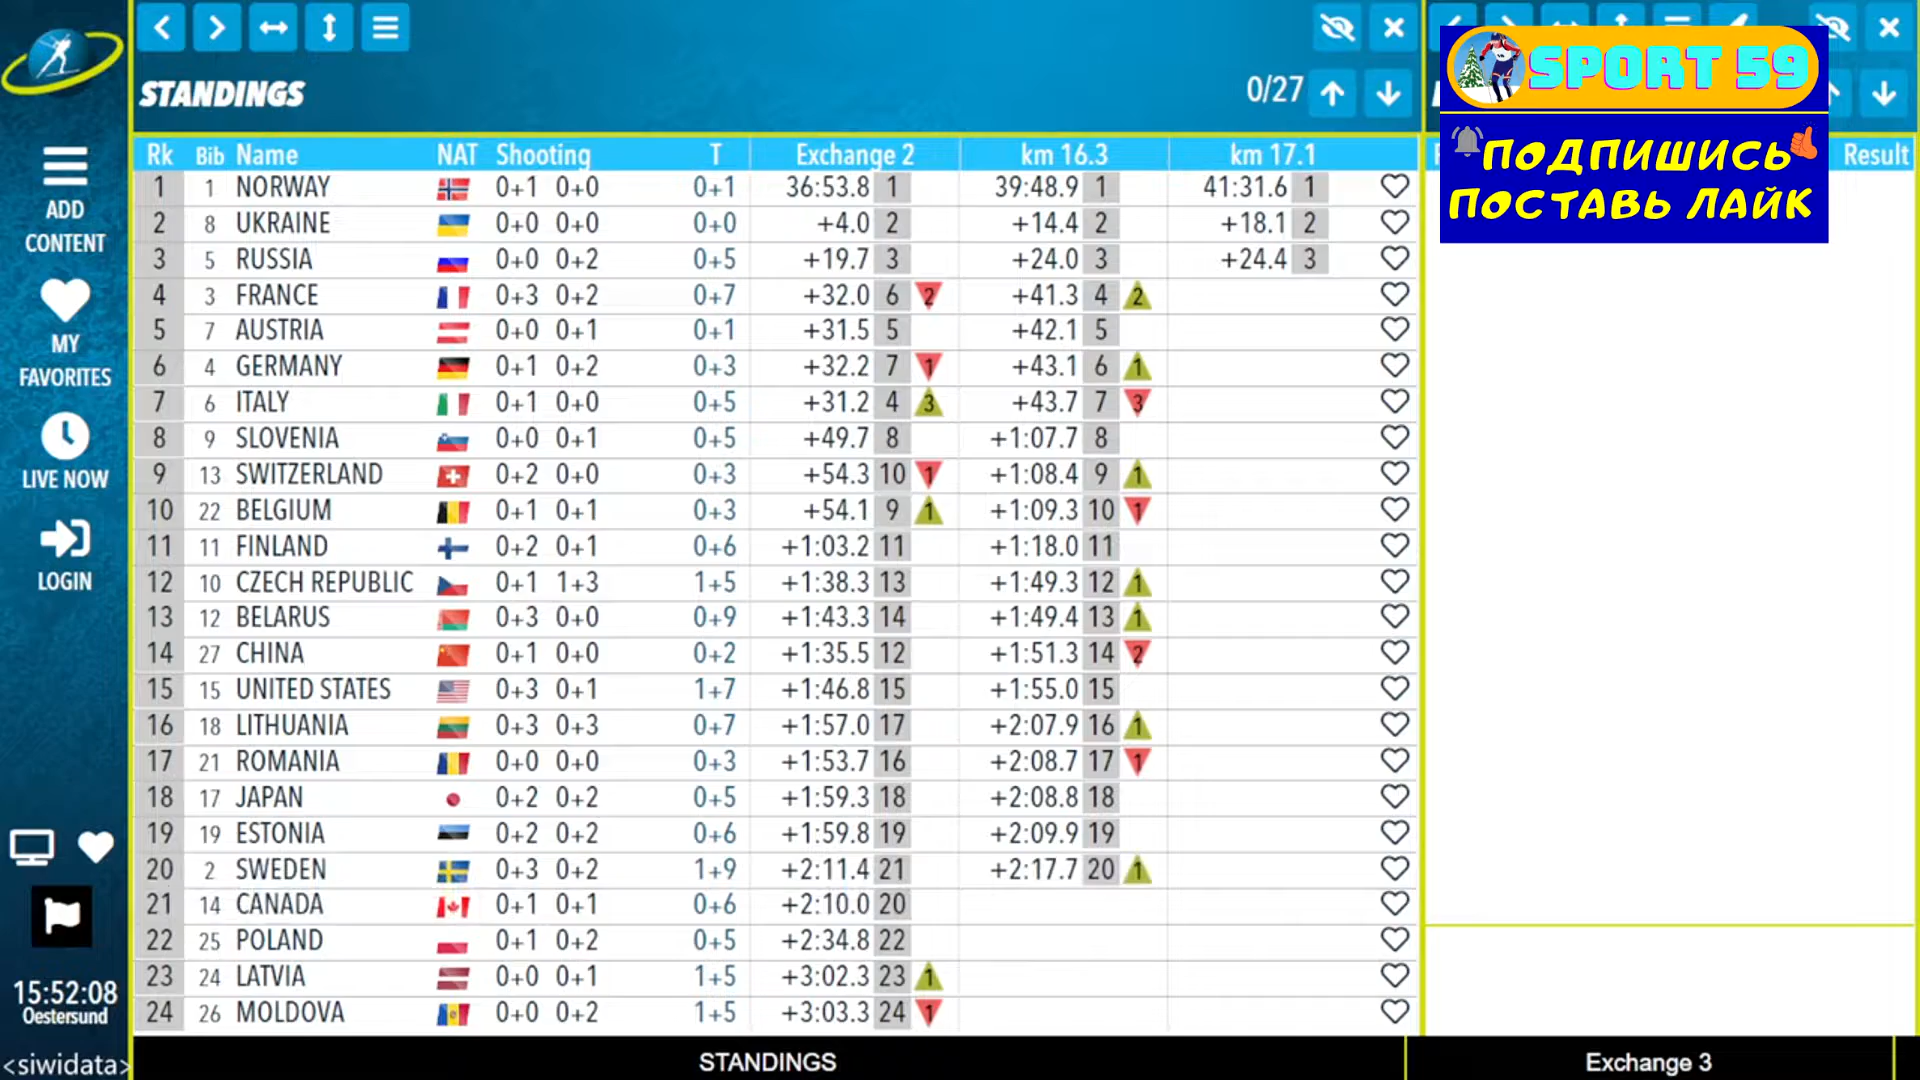 STANDINGS
0/27
SPORT 59
ПОДПИШИСЬ
ПОСТАВЬ ЛАЙК
Result
ADD
CONTENT
MY
FAVORITES
LIVE NOW
LOGIN
15:52:08
Oestersund
<siwidata>
Rk Bib Name NAT Shooting T Exchange 2 km 16.3 km 17.1
1 1 NORWAY 0+1 0+0 0+1 36:53.8 1 39:48.9 1 41:31.6 1
2 8 UKRAINE 0+0 0+0 0+0 +4.0 2 +14.4 2 +18.1 2
3 5 RUSSIA 0+0 0+2 0+5 +19.7 3 +24.0 3 +24.4 3
4 3 FRANCE 0+3 0+2 0+7 +32.0 6 2 +41.3 4 2
5 7 AUSTRIA 0+0 0+1 0+1 +31.5 5 +42.1 5
6 4 GERMANY 0+1 0+2 0+3 +32.2 7 1 +43.1 6 1
7 6 ITALY 0+1 0+0 0+5 +31.2 4 3 +43.7 7 3
8 9 SLOVENIA 0+0 0+1 0+5 +49.7 8 +1:07.7 8
9 13 SWITZERLAND 0+2 0+0 0+3 +54.3 10 1 +1:08.4 9 1
10 22 BELGIUM 0+1 0+1 0+3 +54.1 9 1 +1:09.3 10 1
11 11 FINLAND 0+2 0+1 0+6 +1:03.2 11 +1:18.0 11
12 10 CZECH REPUBLIC 0+1 1+3 1+5 +1:38.3 13 +1:49.3 12 1
13 12 BELARUS 0+3 0+0 0+9 +1:43.3 14 +1:49.4 13 1
14 27 CHINA 0+1 0+0 0+2 +1:35.5 12 +1:51.3 14 2
15 15 UNITED STATES 0+3 0+1 1+7 +1:46.8 15 +1:55.0 15
16 18 LITHUANIA 0+3 0+3 0+7 +1:57.0 17 +2:07.9 16 1
17 21 ROMANIA 0+0 0+0 0+3 +1:53.7 16 +2:08.7 17 1
18 17 JAPAN 0+2 0+2 0+5 +1:59.3 18 +2:08.8 18
19 19 ESTONIA 0+2 0+2 0+6 +1:59.8 19 +2:09.9 19
20 2 SWEDEN 0+3 0+2 1+9 +2:11.4 21 +2:17.7 20 1
21 14 CANADA 0+1 0+1 0+6 +2:10.0 20
22 25 POLAND 0+1 0+2 0+5 +2:34.8 22
23 24 LATVIA 0+0 0+1 1+5 +3:02.3 23 1
24 26 MOLDOVA 0+0 0+2 1+5 +3:03.3 24 1
STANDINGS
Exchange 3